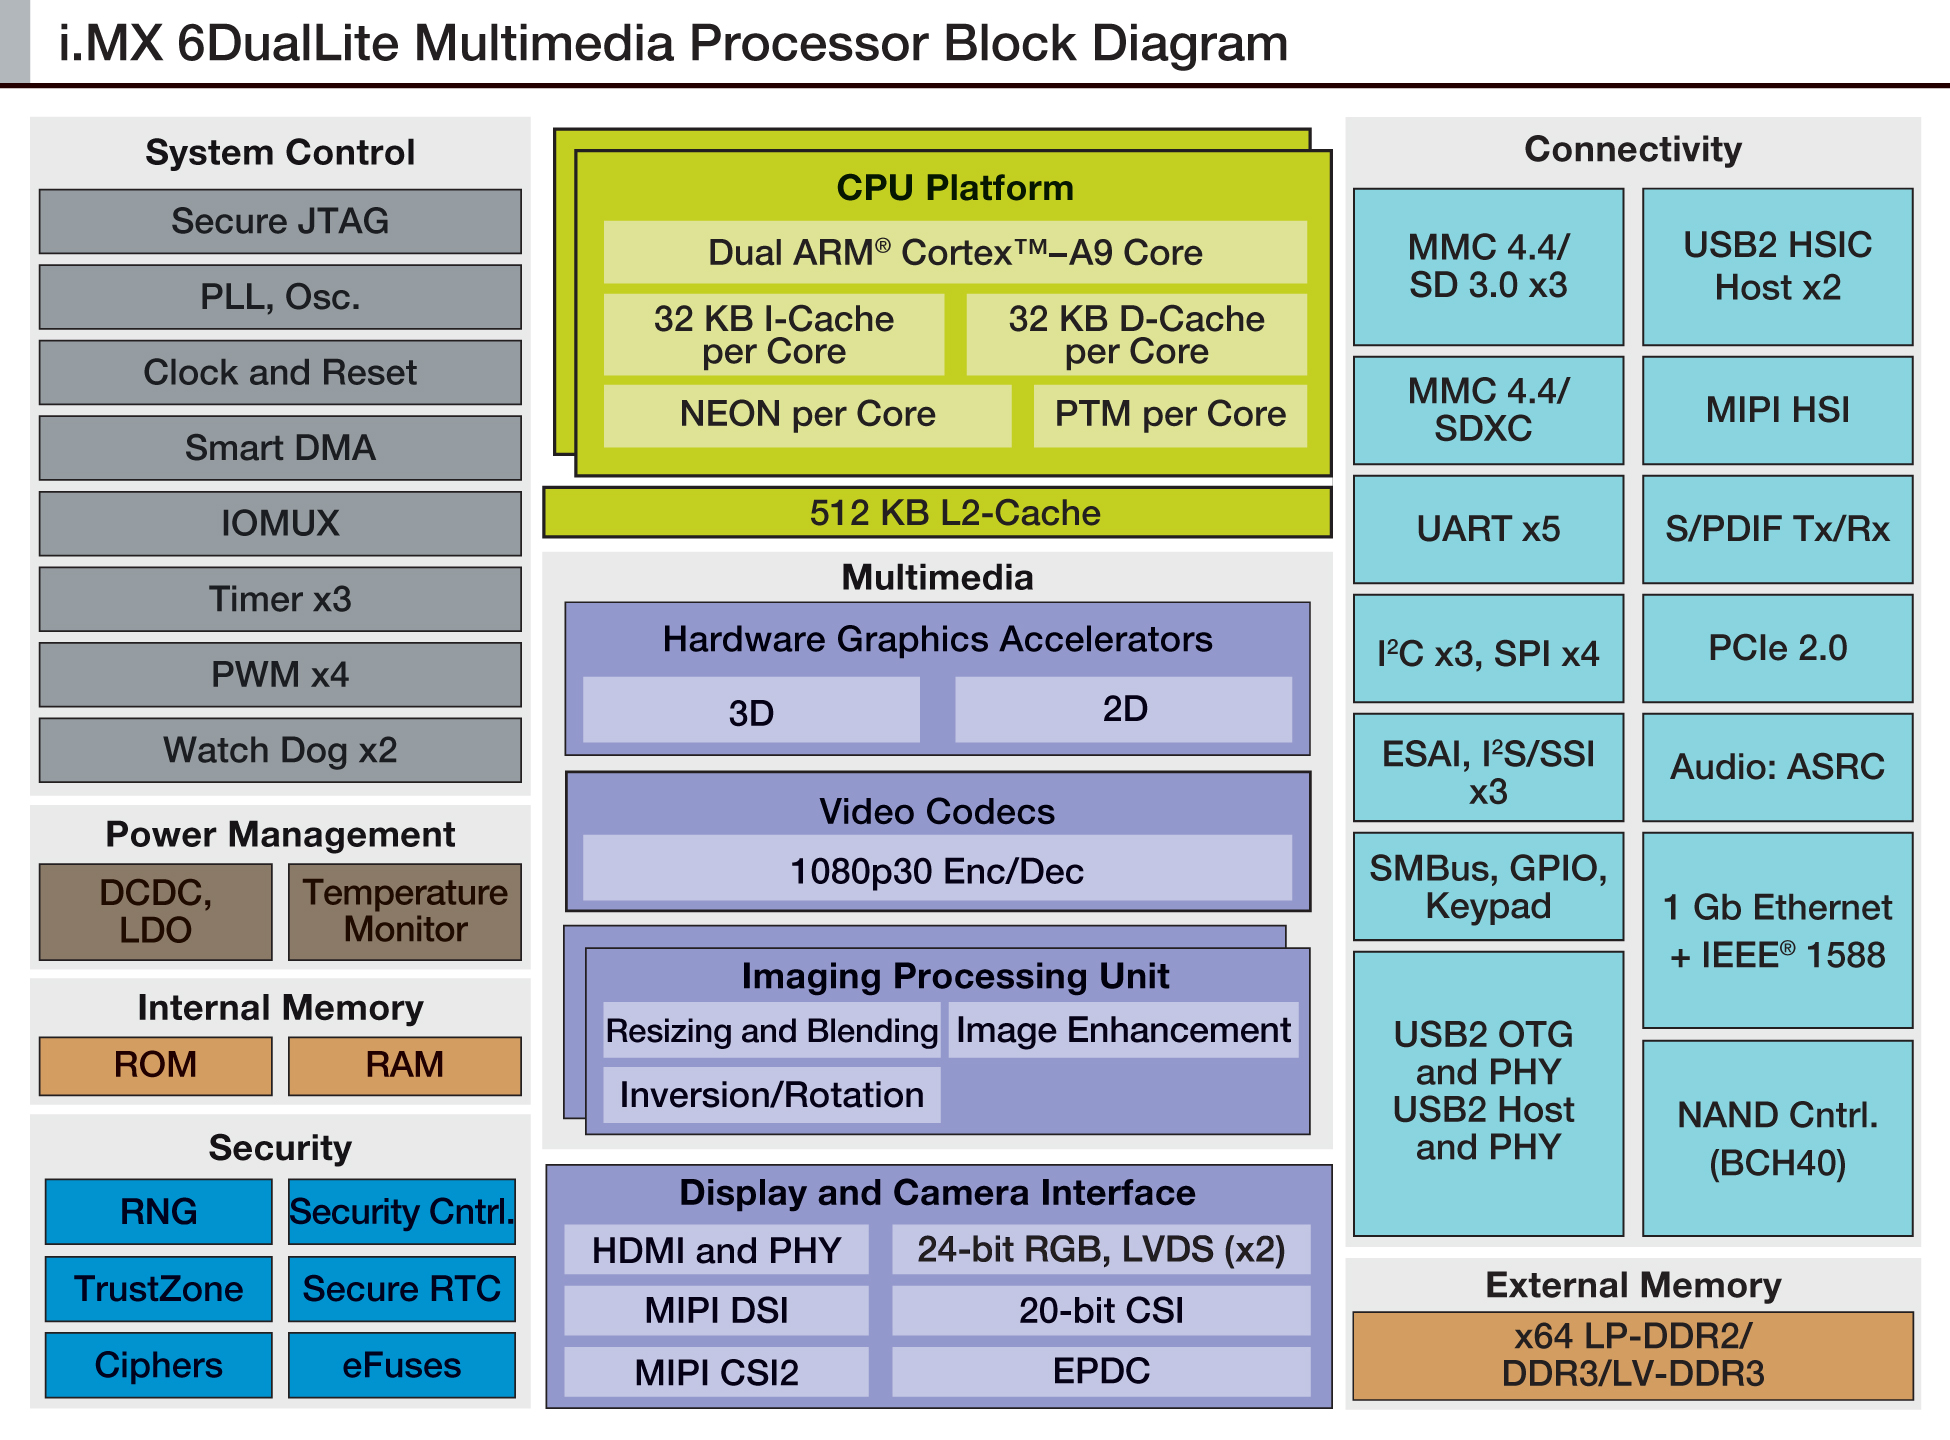 i.MX 6DualLite Multimedia Processor Block Diagram
System Control
Secure JTAG
PLL, Osc.
Clock and Reset
Smart DMA
IOMUX
Timer x3
PWM x4
Watch Dog x2
Power Management
DCDC,
LDO
Temperature
Monitor
Internal Memory
ROM
RAM
Security
RNG
Security Cntrl.
TrustZone
Secure RTC
Ciphers
eFuses
CPU Platform
Dual ARM® Cortex™–A9 Core
32 KB I-Cache
per Core
32 KB D-Cache
per Core
NEON per Core
PTM per Core
512 KB L2-Cache
Multimedia
Hardware Graphics Accelerators
3D
2D
Video Codecs
1080p30 Enc/Dec
Imaging Processing Unit
Resizing and Blending
Image Enhancement
Inversion/Rotation
Display and Camera Interface
HDMI and PHY
24-bit RGB, LVDS (x2)
MIPI DSI
20-bit CSI
MIPI CSI2
EPDC
Connectivity
MMC 4.4/
SD 3.0 x3
USB2 HSIC
Host x2
MMC 4.4/
SDXC
MIPI HSI
UART x5
S/PDIF Tx/Rx
I²C x3, SPI x4
PCIe 2.0
ESAI, I²S/SSI
x3
Audio: ASRC
SMBus, GPIO,
Keypad
1 Gb Ethernet
+ IEEE® 1588
USB2 OTG
and PHY
USB2 Host
and PHY
NAND Cntrl.
(BCH40)
External Memory
x64 LP-DDR2/
DDR3/LV-DDR3